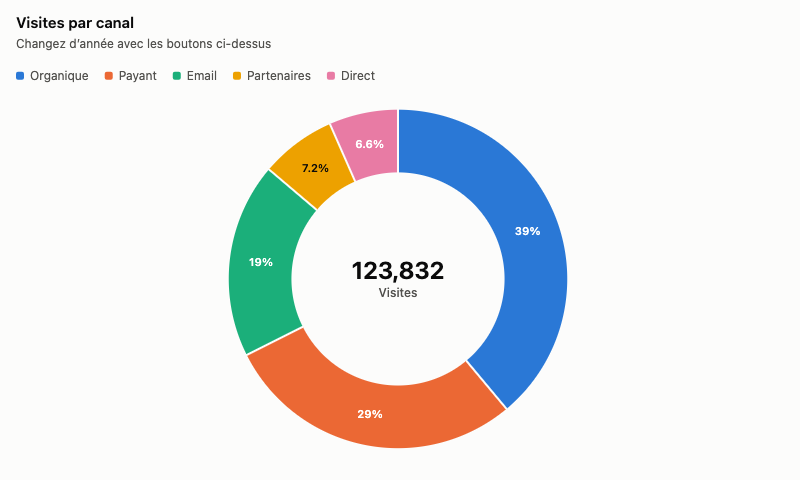 Visites par canal
Changez d’année avec les boutons ci-dessus
Organique Payant Email Partenaires Direct
6.6%
7.2%
39%
19%
123,832
Visites
29%